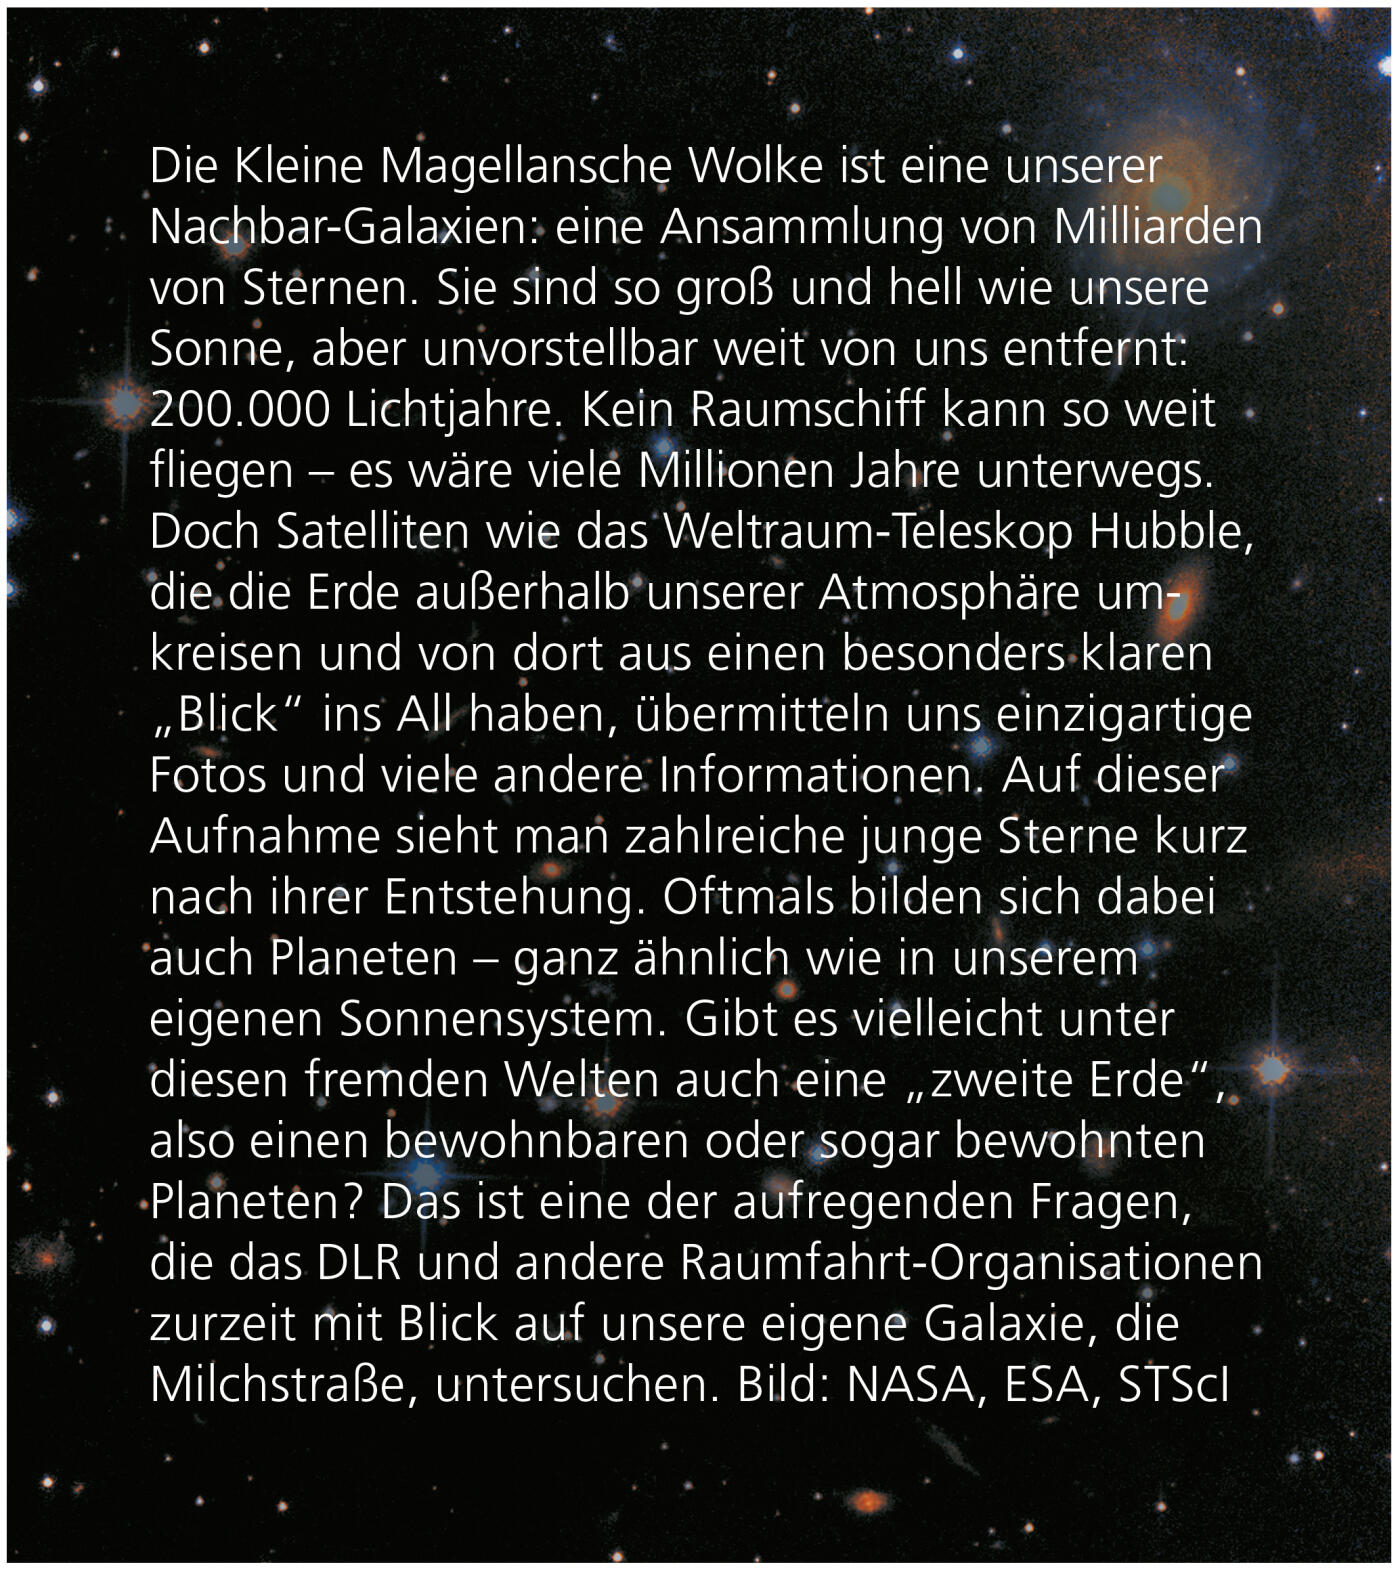 Die Kleine Magellansche Wolke ist eine unserer
Nachbar-Galaxien: eine Ansammlung von Milliarden
von Sternen. Sie sind so groß und hell wie unsere
Sonne, aber unvorstellbar weit von uns entfernt:
200.000 Lichtjahre. Kein Raumschiff kann so weit
fliegen – es wäre viele Millionen Jahre unterwegs.
Doch Satelliten wie das Weltraum-Teleskop Hubble,
die die Erde außerhalb unserer Atmosphäre um-
kreisen und von dort aus einen besonders klaren
„Blick“ ins All haben, übermitteln uns einzigartige
Fotos und viele andere Informationen. Auf dieser
Aufnahme sieht man zahlreiche junge Sterne kurz
nach ihrer Entstehung. Oftmals bilden sich dabei
auch Planeten – ganz ähnlich wie in unserem
eigenen Sonnensystem. Gibt es vielleicht unter
diesen fremden Welten auch eine „zweite Erde“,
also einen bewohnbaren oder sogar bewohnten
Planeten? Das ist eine der aufregenden Fragen,
die das DLR und andere Raumfahrt-Organisationen
zurzeit mit Blick auf unsere eigene Galaxie, die
Milchstraße, untersuchen. Bild: NASA, ESA, STScI